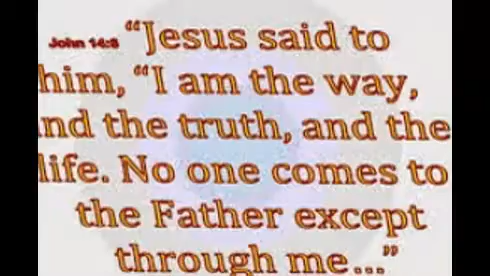 John 14:6 “Jesus said to
him, “I am the way,
and the truth, and the
life. No one comes to
the Father except
through me...”